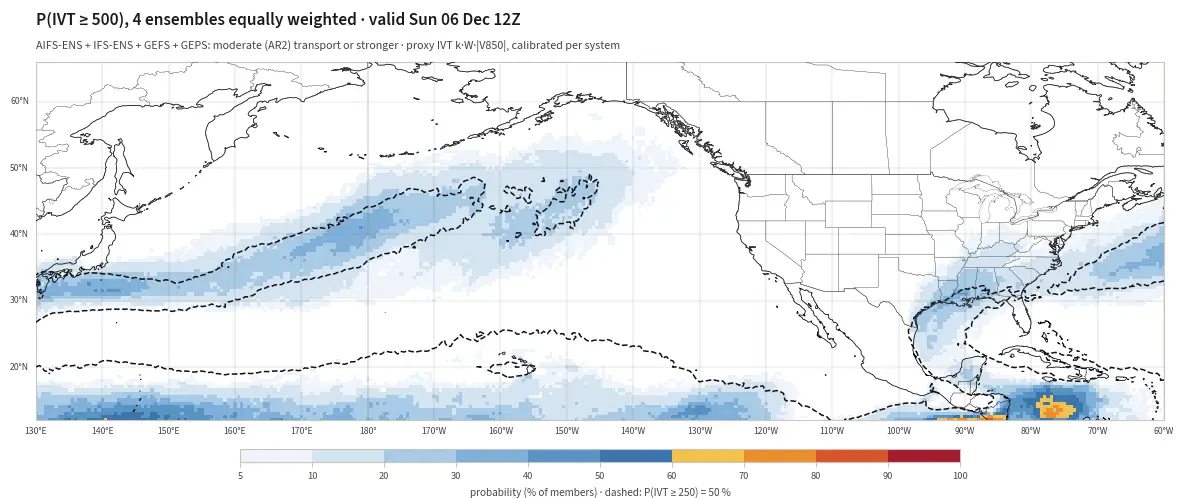 P(IVT ≥ 500), 4 ensembles equally weighted · valid Sun 06 Dec 12Z
AIFS-ENS + IFS-ENS + GEFS + GEPS: moderate (AR2) transport or stronger · proxy IVT k·W·|V850|, calibrated per system
60°N
50°N
40°N
30°N
20°N
130°E 140°E 150°E 160°E 170°E 180° 170°W 160°W 150°W 140°W 130°W 120°W 110°W 100°W 90°W 80°W 70°W 60°W
5 10 20 30 40 50 60 70 80 90 100
probability (% of members) · dashed: P(IVT ≥ 250) = 50 %